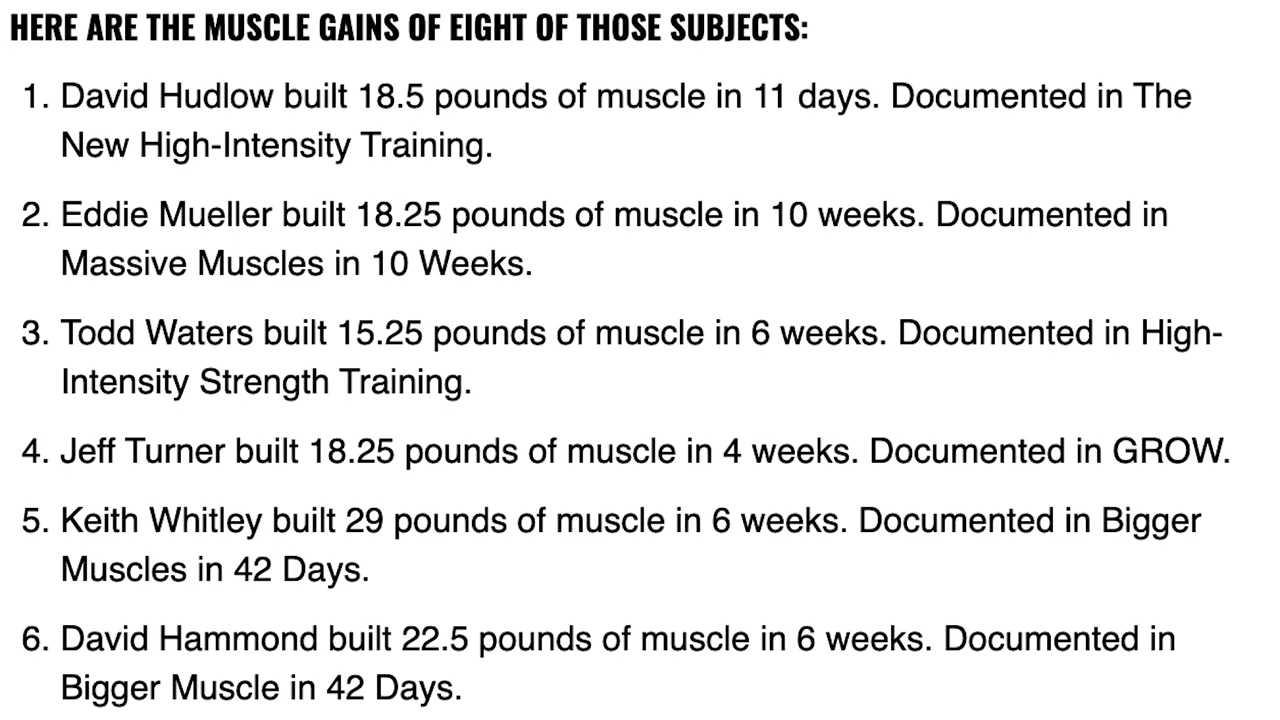 HERE ARE THE MUSCLE GAINS OF EIGHT OF THOSE SUBJECTS:
1. David Hudlow built 18.5 pounds of muscle in 11 days. Documented in The
New High-Intensity Training.
2. Eddie Mueller built 18.25 pounds of muscle in 10 weeks. Documented in
Massive Muscles in 10 Weeks.
3. Todd Waters built 15.25 pounds of muscle in 6 weeks. Documented in High-
Intensity Strength Training.
4. Jeff Turner built 18.25 pounds of muscle in 4 weeks. Documented in GROW.
5. Keith Whitley built 29 pounds of muscle in 6 weeks. Documented in Bigger
Muscles in 42 Days.
6. David Hammond built 22.5 pounds of muscle in 6 weeks. Documented in
Bigger Muscle in 42 Days.